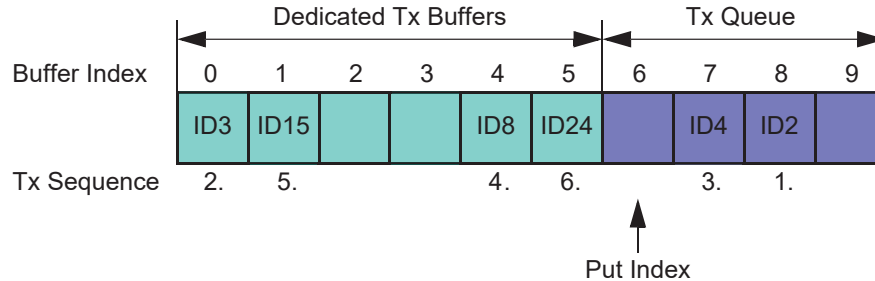 Dedicated Tx Buffers Tx Queue
Buffer Index 0 1 2 3 4 5 6 7 8 9
ID3 ID15 ID8 ID24 ID4 ID2
Tx Sequence 2. 5. 4. 6. 3. 1.
Put Index